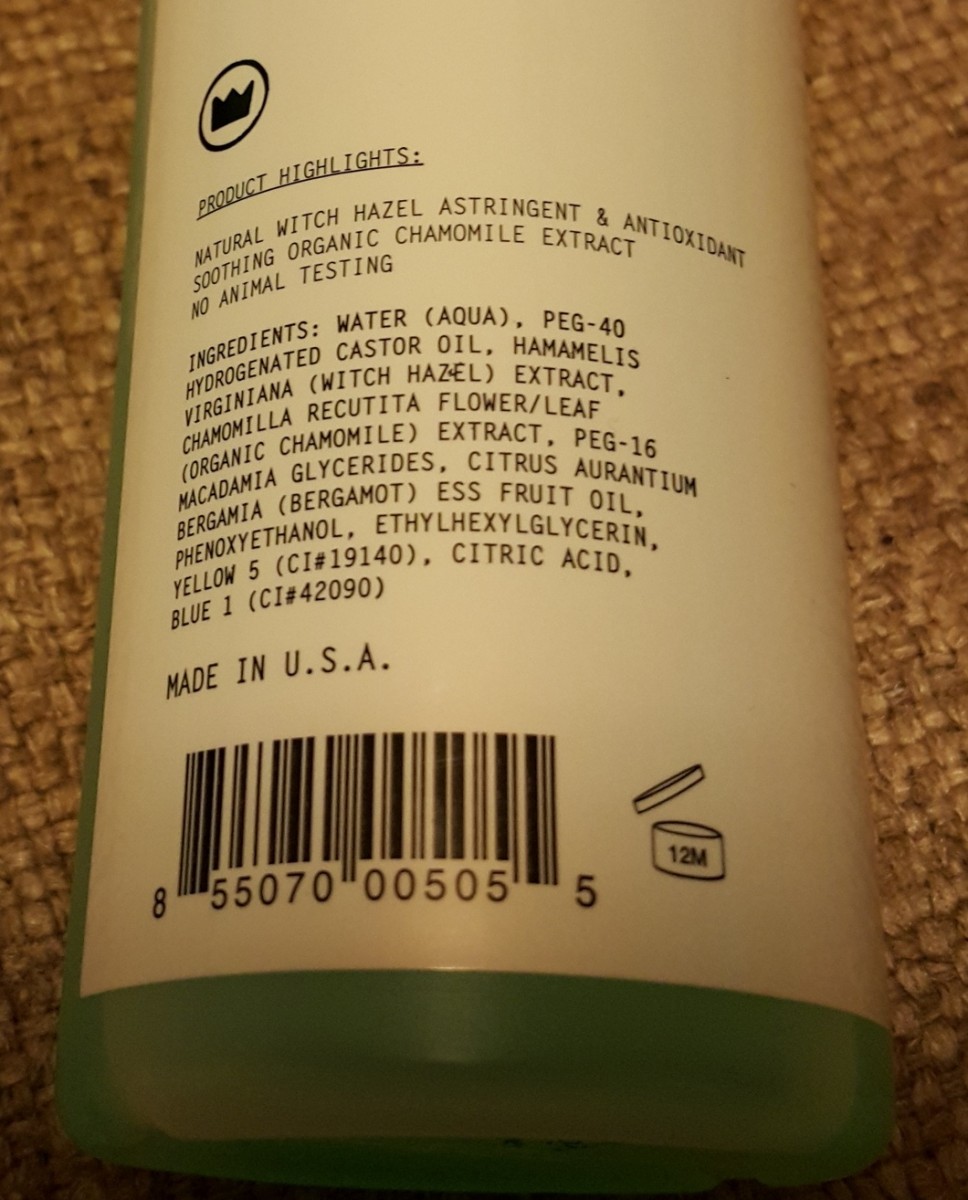 PRODUCT HIGHLIGHTS:
NATURAL WITCH HAZEL ASTRINGENT & ANTIOXIDANT
SOOTHING ORGANIC CHAMOMILE EXTRACT
NO ANIMAL TESTING
INGREDIENTS: WATER (AQUA), PEG-40
HYDROGENATED CASTOR OIL, HAMAMELIS
VIRGINIANA (WITCH HAZEL) EXTRACT,
CHAMOMILLA RECUTITA FLOWER/LEAF
(ORGANIC CHAMOMILE) EXTRACT, PEG-16
MACADAMIA GLYCERIDES, CITRUS AURANTIUM
BERGAMIA (BERGAMOT) ESS FRUIT OIL,
PHENOXYETHANOL, ETHYLHEXYLGLYCERIN,
YELLOW 5 (CI#19140), CITRIC ACID,
BLUE 1 (CI#42090)
MADE IN U.S.A.
12M
8 55070 00505 5